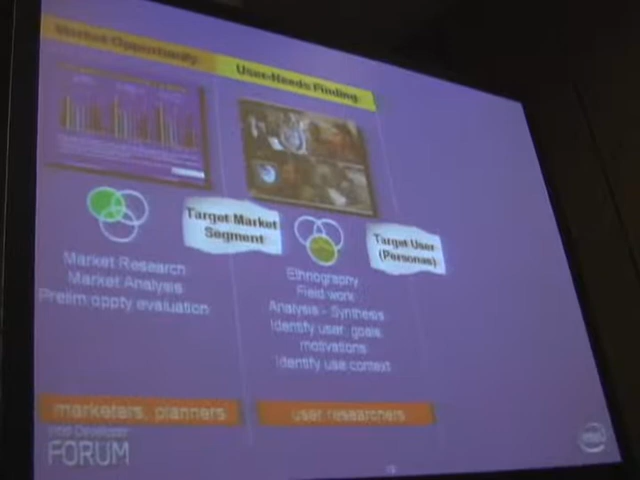 Market Opportunity
User-Needs Finding
Target Market
Segment
Target User
(Personas)
Market Research
Market Analysis
Prelim oppty evaluation
Ethnography
Field work
Analysis - Synthesis
Identify user, goals,
motivations
Identify use context
marketers, planners
user researchers
Intel Developer
FORUM
intel